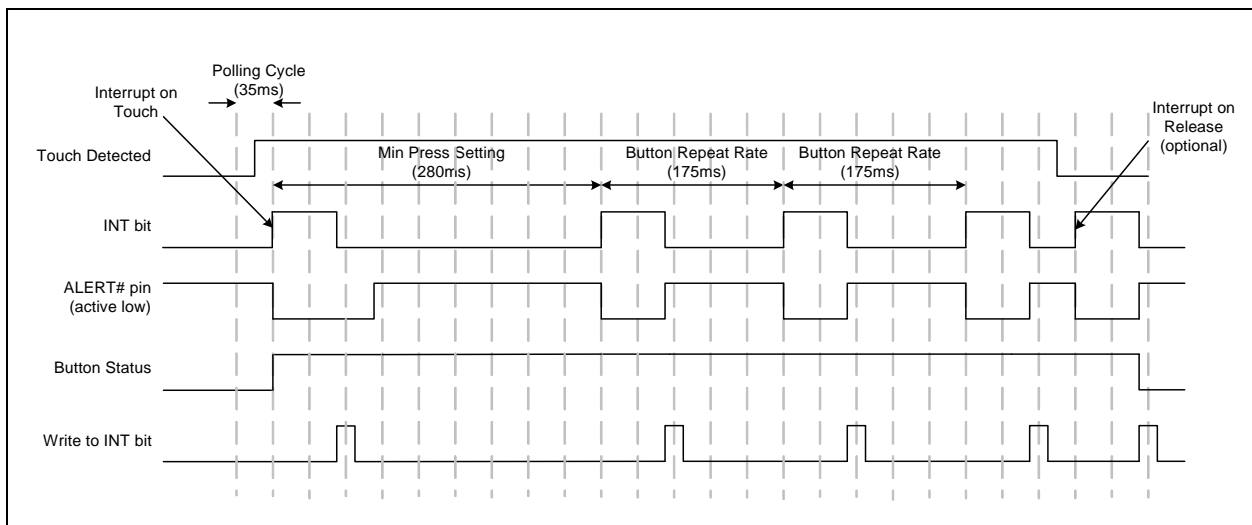 Polling Cycle
(35ms)
Interrupt on
Touch
Interrupt on
Release
(optional)
Touch Detected
Min Press Setting
(280ms)
Button Repeat Rate
(175ms)
Button Repeat Rate
(175ms)
INT bit
ALERT# pin
(active low)
Button Status
Write to INT bit